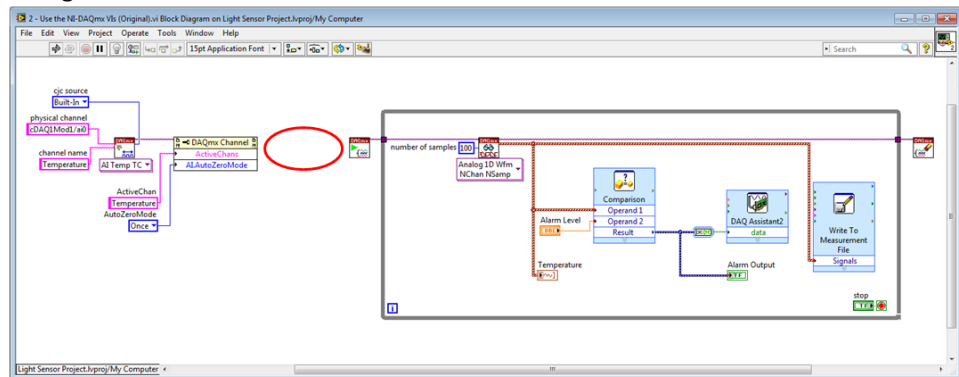 2 - Use the NI-DAQmx VIs (Original).vi Block Diagram on Light Sensor Project.lvproj/My Computer
File Edit View Project Operate Tools Window Help
15pt Application Font
Search
2
cjc source
Built-In
physical channel
cDAQ1Mod1/ai0
channel name
Temperature
AI Temp TC
DAQmx Channel
ActiveChans
AI.AutoZeroMode
ActiveChan
Temperature
AutoZeroMode
Once
number of samples 100
Analog 1D Wfm
NChan NSamp
Comparison
Operand 1
Operand 2
Result
Alarm Level
DBL
Temperature
DAQ Assistant2
data
Alarm Output
TF
Write To
Measurement
File
Signals
stop
TF
i
Light Sensor Project.lvproj/My Computer